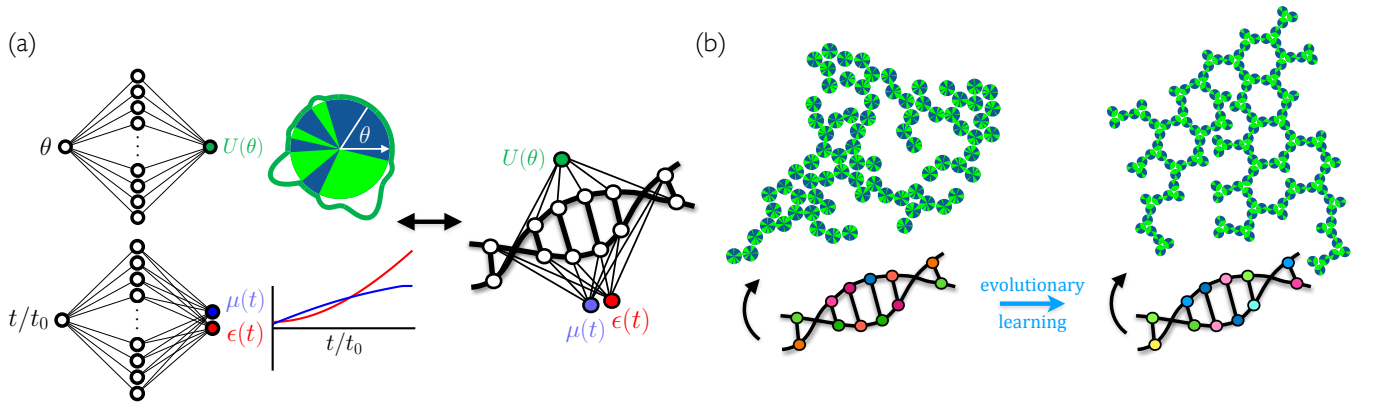 (a)
θ
U(θ)
θ
t/t₀
μ(t)
ϵ(t)
t/t₀
U(θ)
μ(t)
ϵ(t)
(b)
evolutionary
learning